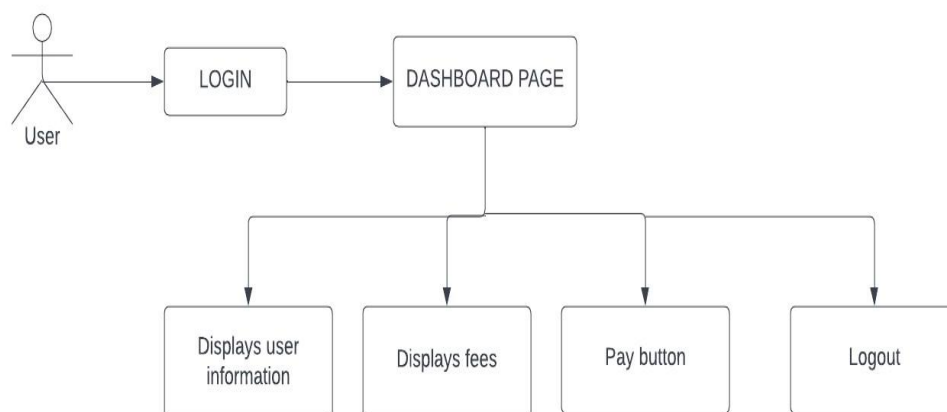 LOGIN
DASHBOARD PAGE
User
Displays user
information
Displays fees
Pay button
Logout